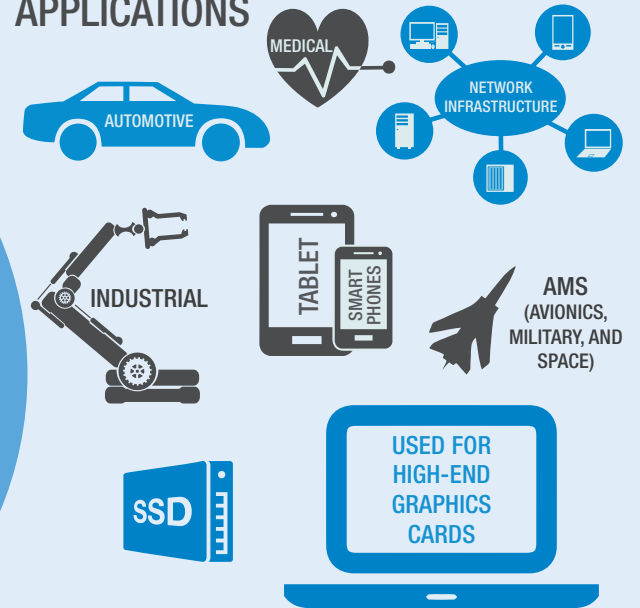 APPLICATIONS
MEDICAL
AUTOMOTIVE
NETWORK
INFRASTRUCTURE
INDUSTRIAL
TABLET
SMART
PHONES
AMS
(AVIONICS,
MILITARY, AND
SPACE)
SSD
USED FOR
HIGH-END
GRAPHICS
CARDS